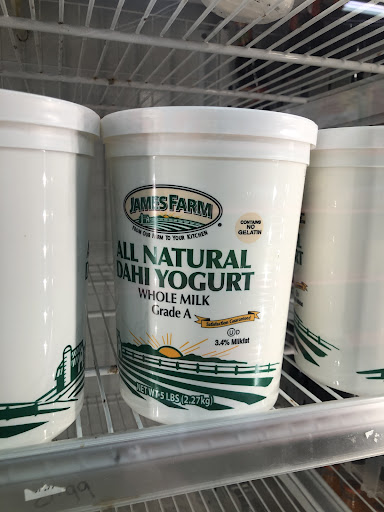 JAMES FARM
FROM OUR FARM TO YOUR KITCHEN
CONTAINS
NO
GELATIN
ALL NATURAL
DAHI YOGURT
WHOLE MILK
Grade A
Satisfaction Guaranteed
D
3.4% Milkfat
NET WT 5 LBS (2.27kg)
99